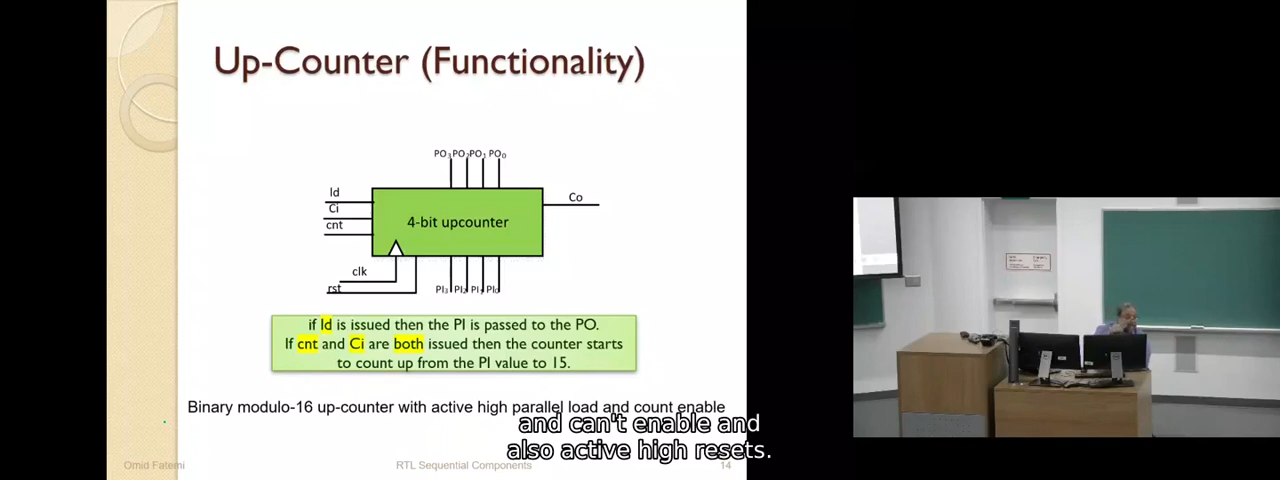 Up-Counter (Functionality)
PO3 PO2 PO1 PO0
ld
Ci
cnt
4-bit upcounter
Co
clk
rst
PI3 PI2 PI1 PI0
if ld is issued then the PI is passed to the PO.
If cnt and Ci are both issued then the counter starts
to count up from the PI value to 15.
Binary modulo-16 up-counter with active high parallel load and count enable
and can't enable and
also active high resets.
Omid Fatemi
RTL Sequential Components
14